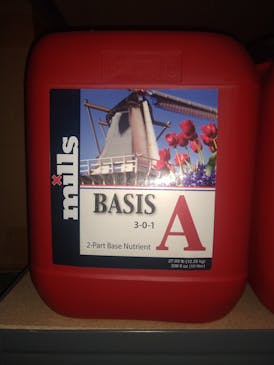 mills
BASIS
A
3-0-1
2-Part Base Nutrient